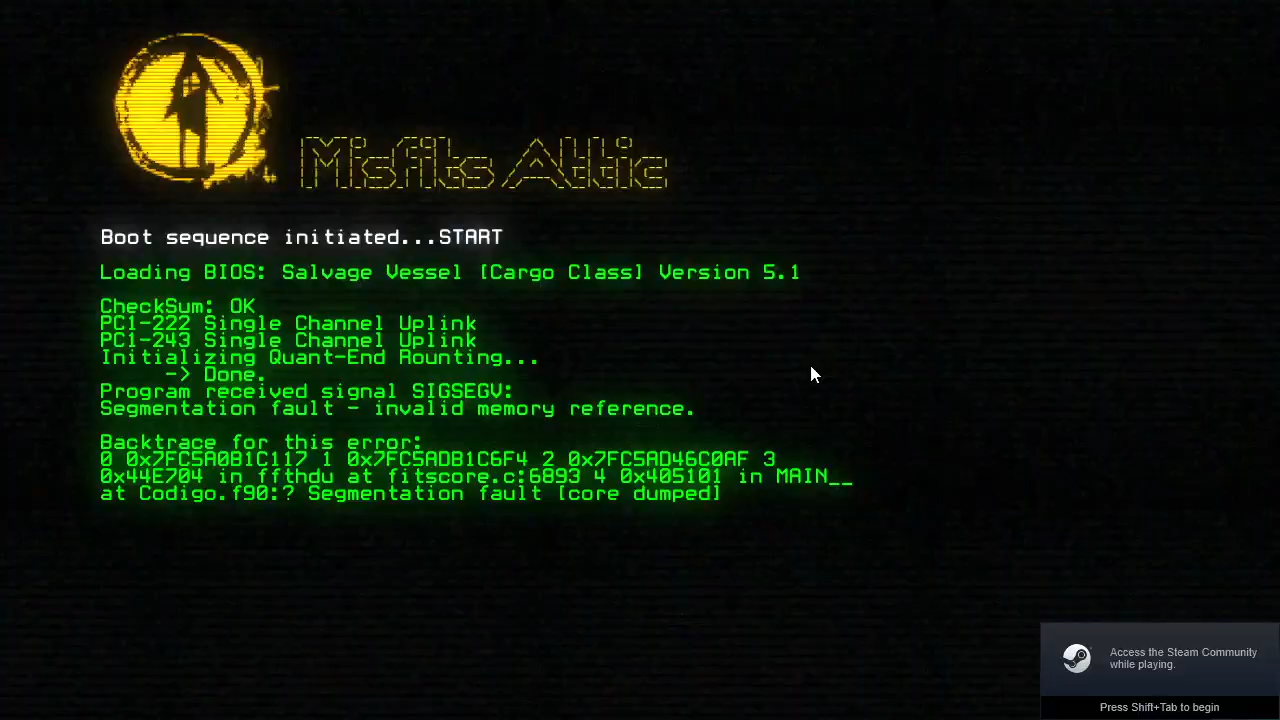 Misfits Attic
Boot sequence initiated...START
Loading BIOS: Salvage Vessel [Cargo Class] Version 5.1
CheckSum: OK
PC1-222 Single Channel Uplink
PC1-243 Single Channel Uplink
Initializing Quant-End Rounting...
-> Done.
Program received signal SIGSEGV:
Segmentation fault - invalid memory reference.
Backtrace for this error:
0 0x7FC5A0B1C117 1 0x7FC5ADB1C6F4 2 0x7FC5AD46C0AF 3
0x44E704 in ffthdu at fitscore.c:6893 4 0x405101 in MAIN__
at Codigo.f90:? Segmentation fault [core dumped]
Access the Steam Community
while playing.
Press Shift+Tab to begin